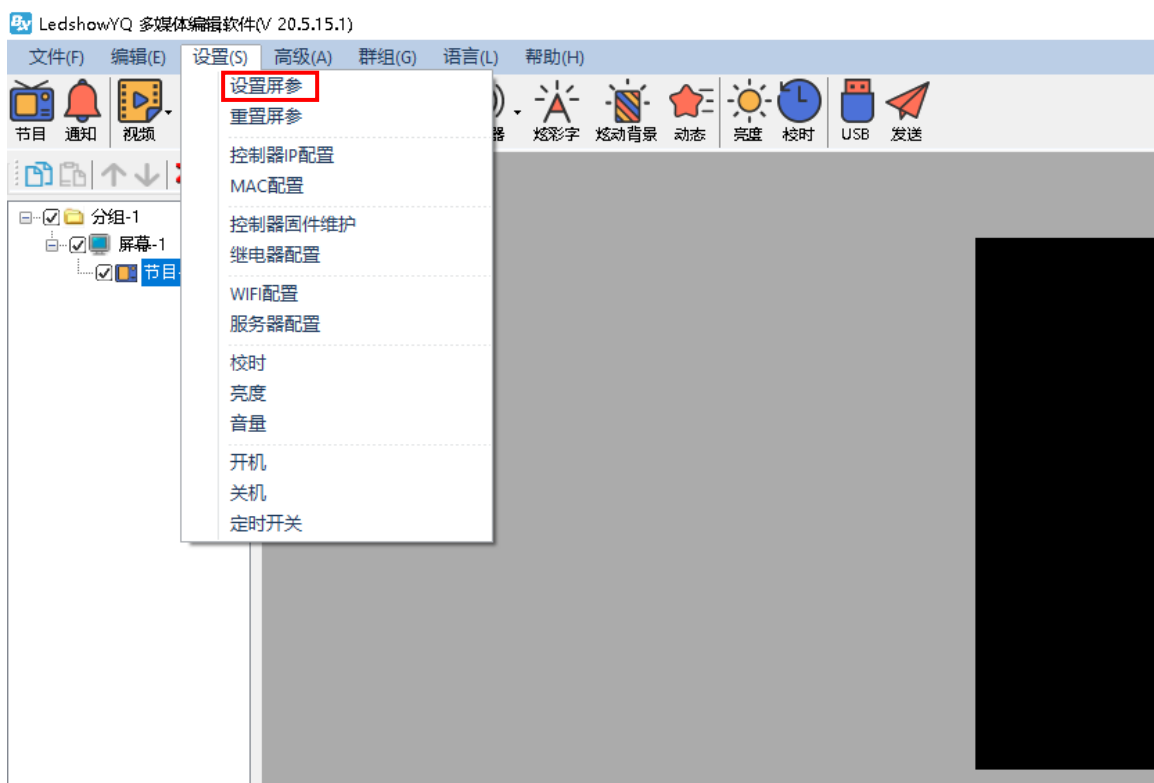 LedshowYQ 多媒体编辑软件(V 20.5.15.1)
文件(F) 编辑(E) 设置(S) 高级(A) 群组(G) 语言(L) 帮助(H)
节目 通知 视频 器 炫彩字 炫动背景 动态 亮度 校时 USB 发送
设置屏参
重置屏参
控制器IP配置
MAC配置
控制器固件维护
继电器配置
WIFI配置
服务器配置
校时
亮度
音量
开机
关机
定时开关
分组-1
屏幕-1
节目